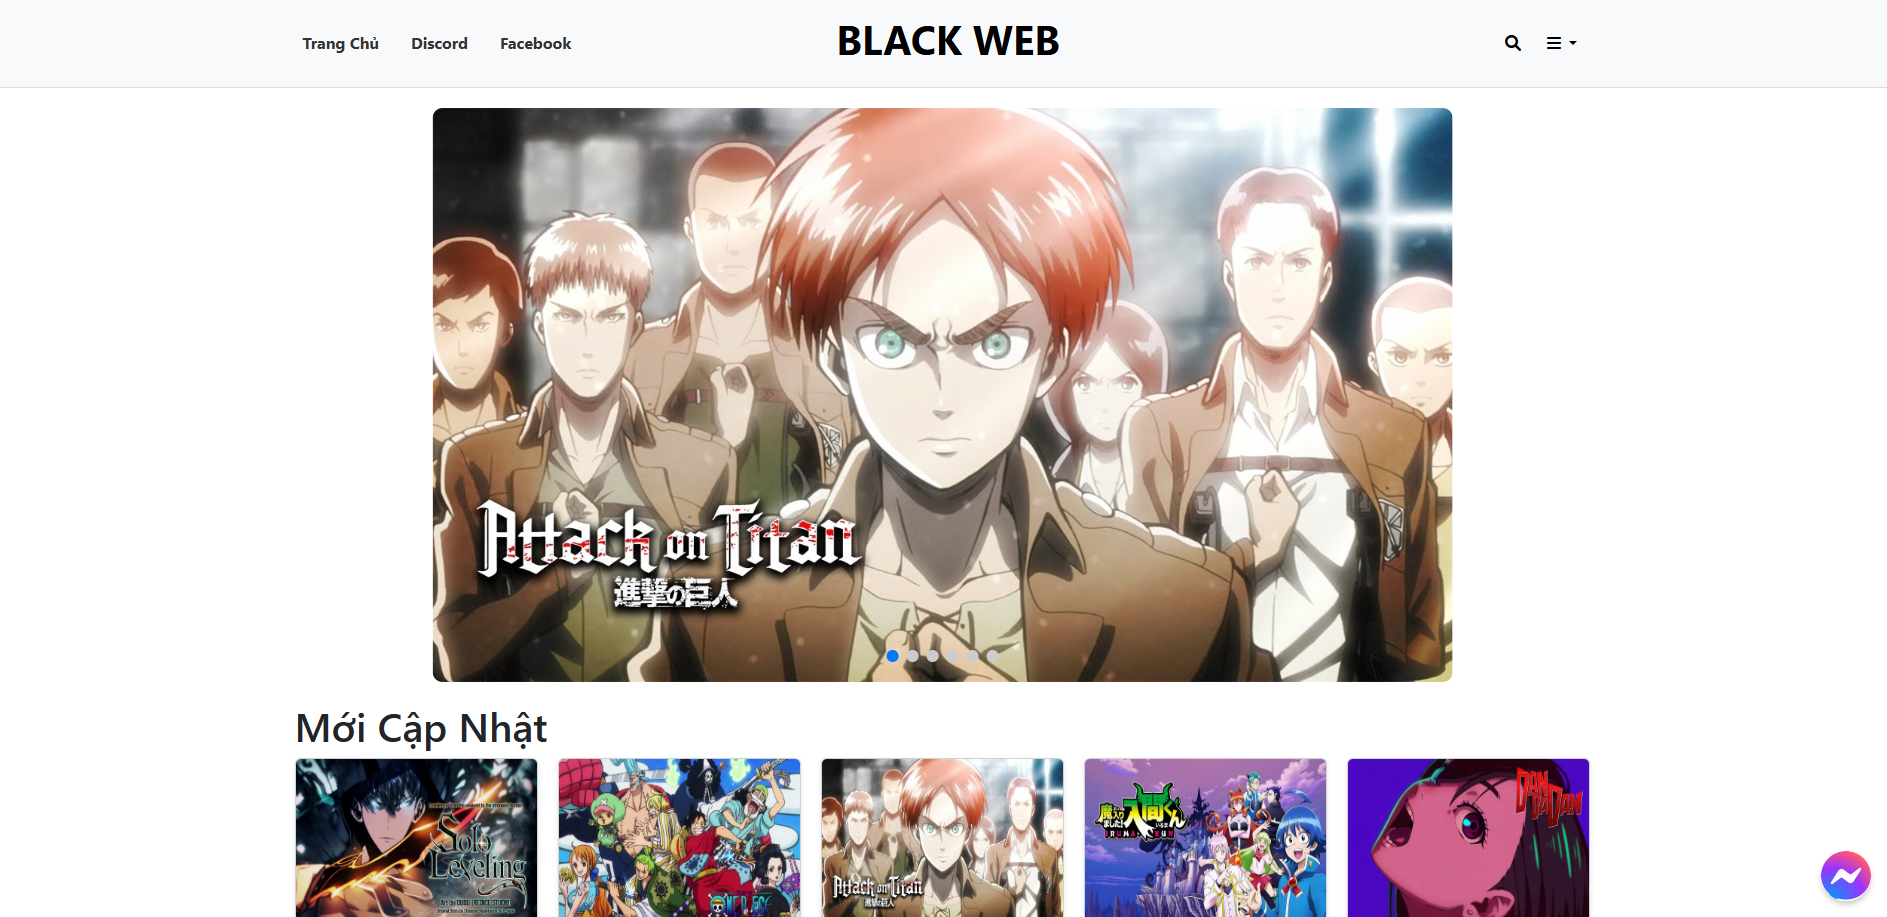 Trang Chủ
Discord
Facebook
BLACK WEB
Attack on Titan
進撃の巨人
Mới Cập Nhật
Solo
Leveling
ONE PIECE
Attack on Titan
進撃の巨人
魔入りました!入間くん
IRUMA-KUN
DAN
DA DAN